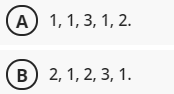 A 1, 1, 3, 1, 2.
B 2, 1, 2, 3, 1.